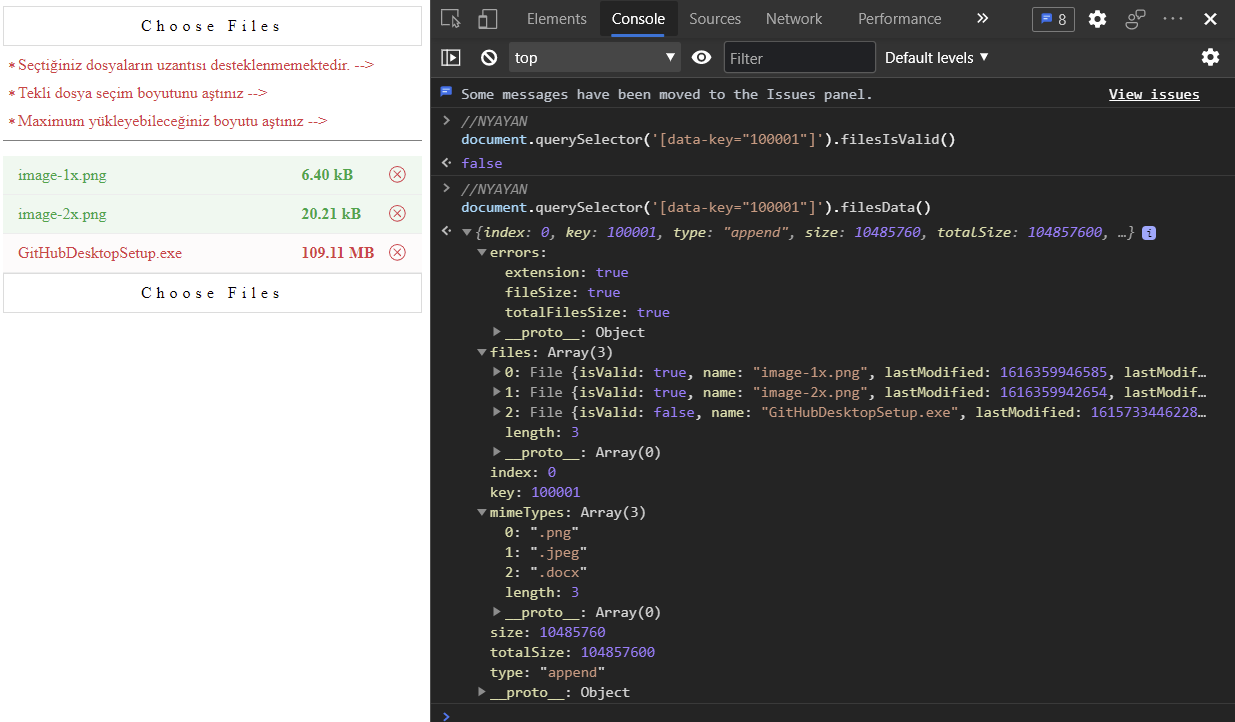 Choose Files
*Seçtiğiniz dosyaların uzantısı desteklenmemektedir. -->
*Tekli dosya seçim boyutunu aştınız -->
*Maximum yükleyebileceğiniz boyutu aştınız -->
image-1x.png 6.40 kB
image-2x.png 20.21 kB
GitHubDesktopSetup.exe 109.11 MB
Choose Files
Elements Console Sources Network Performance » 8
top Filter Default levels ▼
Some messages have been moved to the Issues panel. View issues
> //NYAYAN
document.querySelector('[data-key="100001"]').filesIsValid()
false
> //NYAYAN
document.querySelector('[data-key="100001"]').filesData()
▼{index: 0, key: 100001, type: "append", size: 10485760, totalSize: 104857600, …} i
▼errors:
extension: true
fileSize: true
totalFilesSize: true
▶__proto__: Object
▼files: Array(3)
▶0: File {isValid: true, name: "image-1x.png", lastModified: 1616359946585, lastModif…
▶1: File {isValid: true, name: "image-2x.png", lastModified: 1616359942654, lastModif…
▶2: File {isValid: false, name: "GitHubDesktopSetup.exe", lastModified: 1615733446228…
length: 3
▶__proto__: Array(0)
index: 0
key: 100001
▼mimeTypes: Array(3)
0: ".png"
1: ".jpeg"
2: ".docx"
length: 3
▶__proto__: Array(0)
size: 10485760
totalSize: 104857600
type: "append"
▶__proto__: Object
>